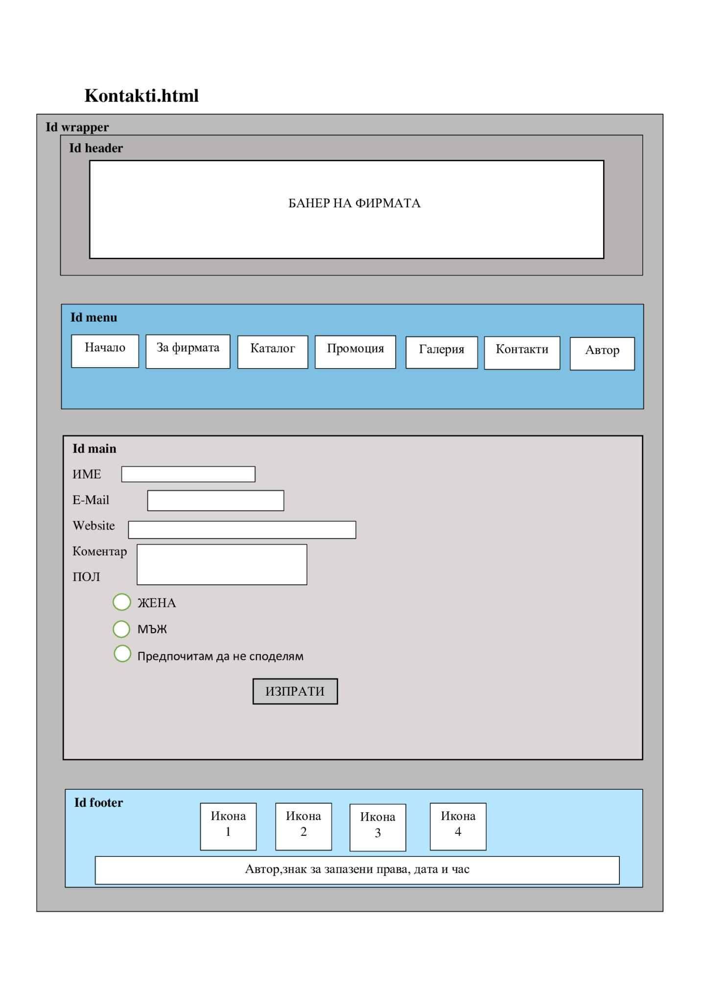 Kontakti.html
Id wrapper
Id header
БАНЕР НА ФИРМАТА
Id menu
Начало
За фирмата
Каталог
Промоция
Галерия
Контакти
Автор
Id main
ИМЕ
E-Mail
Website
Коментар
ПОЛ
ЖЕНА
МЪЖ
Предпочитам да не споделям
ИЗПРАТИ
Id footer
Икона
1
Икона
2
Икона
3
Икона
4
Автор,знак за запазени права, дата и час